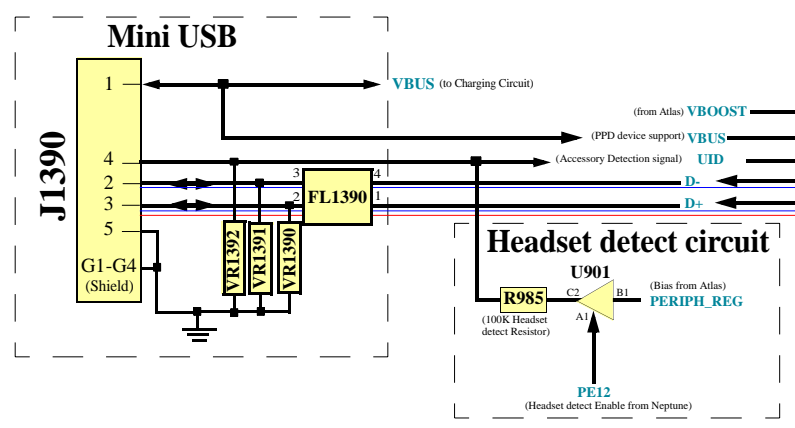 Mini USB
J1390
1
VBUS (to Charging Circuit)
(from Atlas) VBOOST
(PPD device support) VBUS
4
(Accessory Detection signal) UID
2
3
FL1390
4
D-
3
2
1
D+
5
VR1392
VR1391
VR1390
G1-G4
(Shield)
Headset detect circuit
U901
R985
C2
B1
(Bias from Atlas)
PERIPH_REG
A1
(100K Headset
detect Resistor)
PE12
(Headset detect Enable from Neptune)